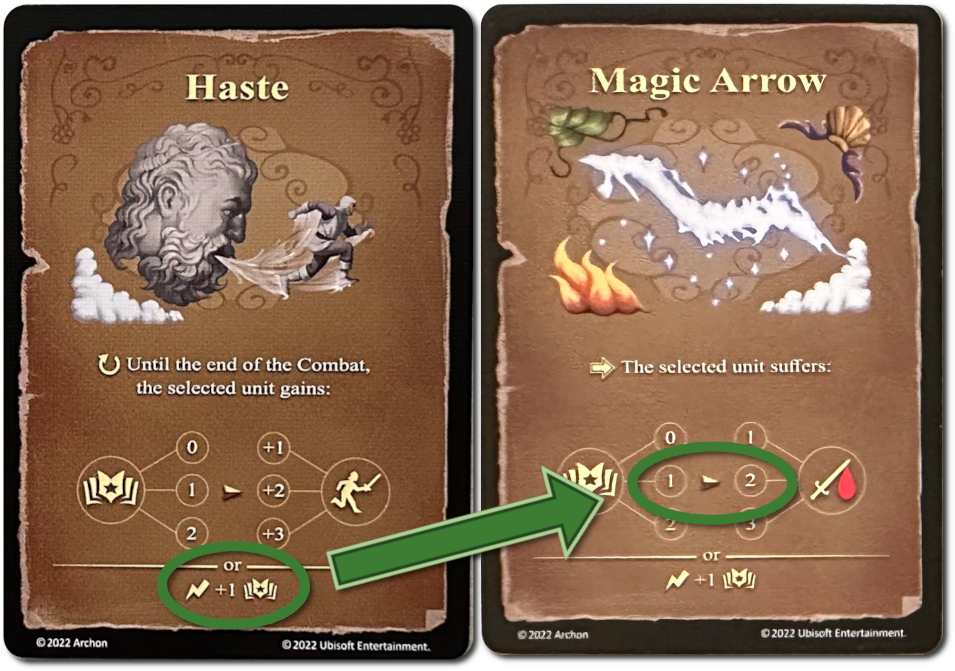 Haste
Until the end of the Combat,
the selected unit gains:
0 +1
1 +2
2 +3
or
+1
© 2022 Archon © 2022 Ubisoft Entertainment.
Magic Arrow
The selected unit suffers:
0 1
1 2
2 3
or
+1
© 2022 Archon © 2022 Ubisoft Entertainment.